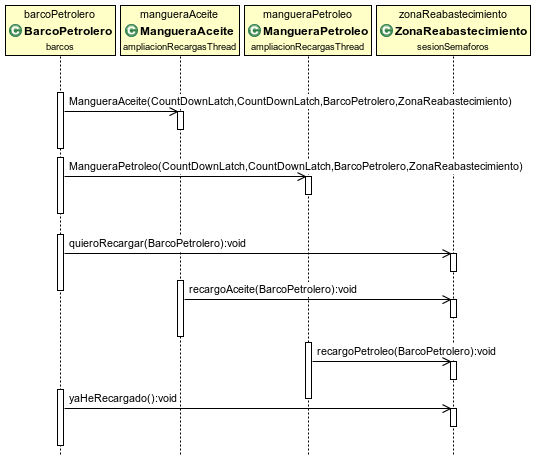 barcoPetrolero
C BarcoPetrolero
barcos
mangueraAceite
C MangueraAceite
ampliacionRecargasThread
mangueraPetroleo
C MangueraPetroleo
ampliacionRecargasThread
zonaReabastecimiento
C ZonaReabastecimiento
sesionSemaforos
MangueraAceite(CountDownLatch,CountDownLatch,BarcoPetrolero,ZonaReabastecimiento)
MangueraPetroleo(CountDownLatch,CountDownLatch,BarcoPetrolero,ZonaReabastecimiento)
quieroRecargar(BarcoPetrolero):void
recargoAceite(BarcoPetrolero):void
recargoPetroleo(BarcoPetrolero):void
yaHeRecargado():void